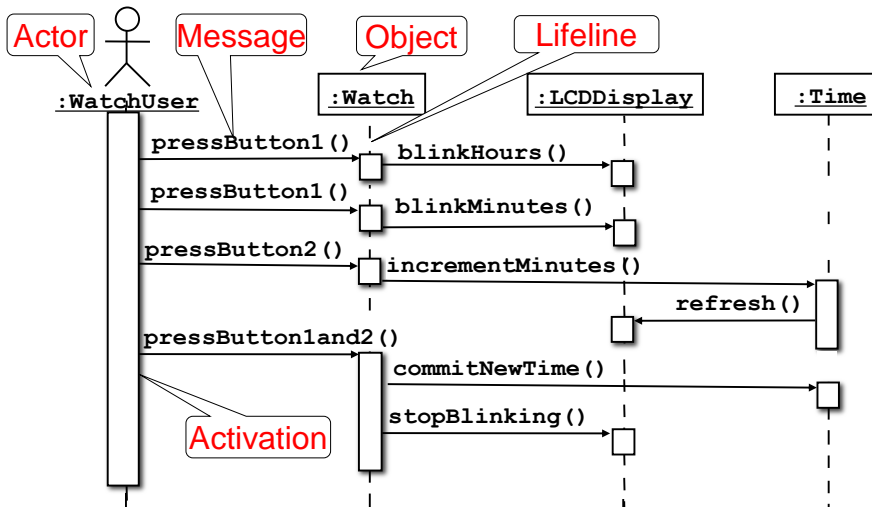 Actor
Message
Object
Lifeline
:WatchUser
:Watch
:LCDDisplay
:Time
pressButton1()
blinkHours()
pressButton1()
blinkMinutes()
pressButton2()
incrementMinutes()
refresh()
pressButton1and2()
commitNewTime()
stopBlinking()
Activation